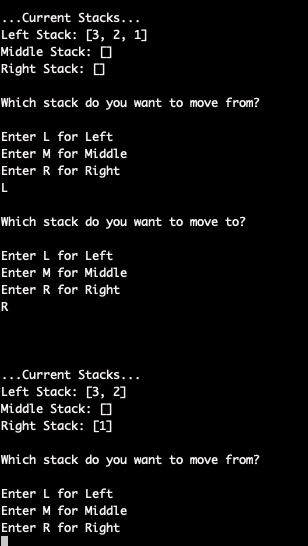 ...Current Stacks...
Left Stack: [3, 2, 1]
Middle Stack: []
Right Stack: []
Which stack do you want to move from?
Enter L for Left
Enter M for Middle
Enter R for Right
L
Which stack do you want to move to?
Enter L for Left
Enter M for Middle
Enter R for Right
R
...Current Stacks...
Left Stack: [3, 2]
Middle Stack: []
Right Stack: [1]
Which stack do you want to move from?
Enter L for Left
Enter M for Middle
Enter R for Right